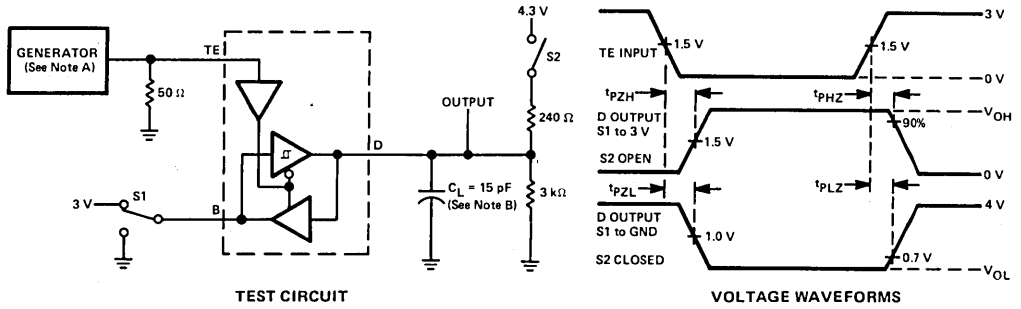 GENERATOR
(See Note A)
50 Ω
TE
4.3 V
S2
OUTPUT
240 Ω
D
B
3 V
S1
C_L = 15 pF
(See Note B)
3 kΩ
TEST CIRCUIT
TE INPUT
1.5 V
1.5 V
3 V
0 V
t_PZH
t_PHZ
D OUTPUT
S1 to 3 V
S2 OPEN
1.5 V
90%
V_OH
0 V
t_PZL
t_PLZ
D OUTPUT
S1 to GND
S2 CLOSED
1.0 V
0.7 V
4 V
V_OL
VOLTAGE WAVEFORMS